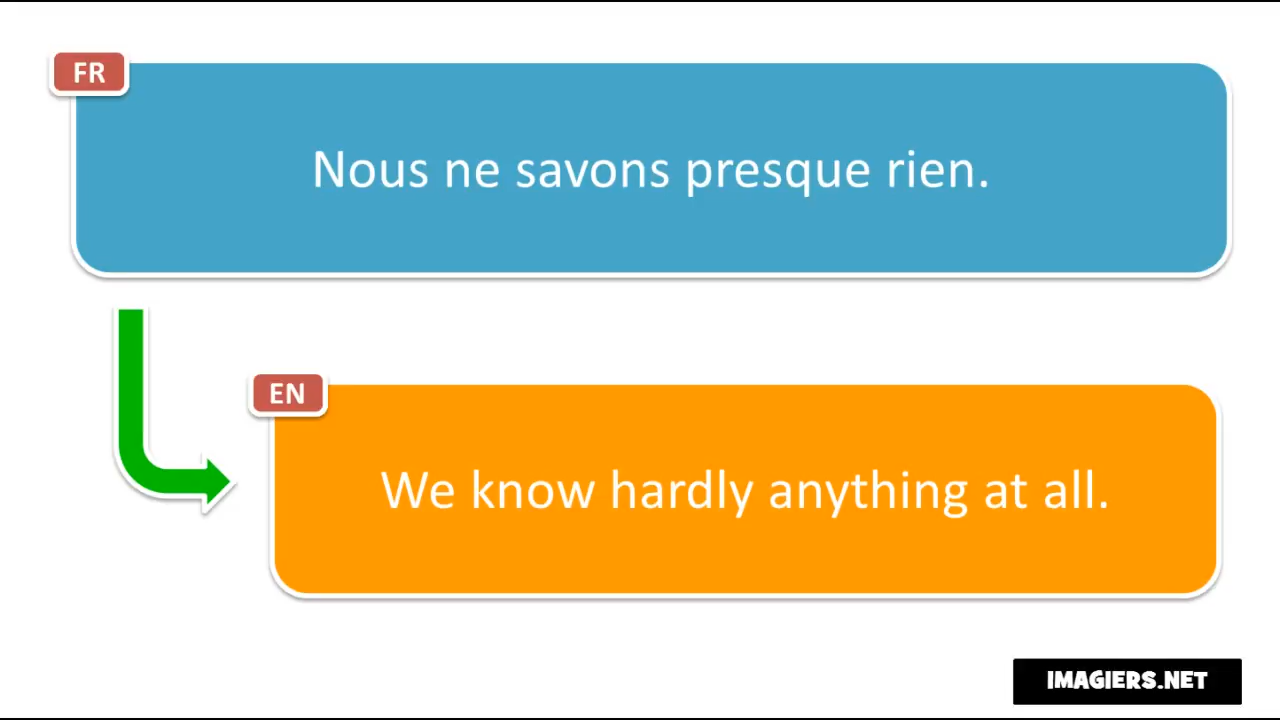 FR
Nous ne savons presque rien.
EN
We know hardly anything at all.
IMAGIERS.NET